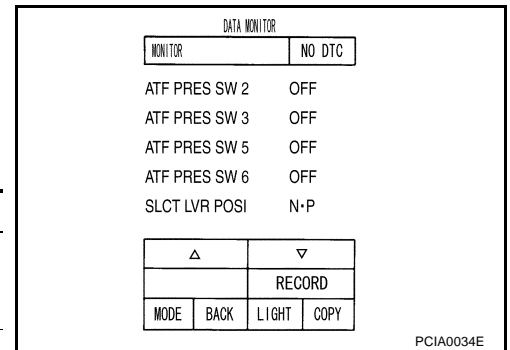 DATA MONITOR
MONITOR NO DTC
ATF PRES SW 2 OFF
ATF PRES SW 3 OFF
ATF PRES SW 5 OFF
ATF PRES SW 6 OFF
SLCT LVR POSI N·P
△ ▽
RECORD
MODE BACK LIGHT COPY
PCIA0034E